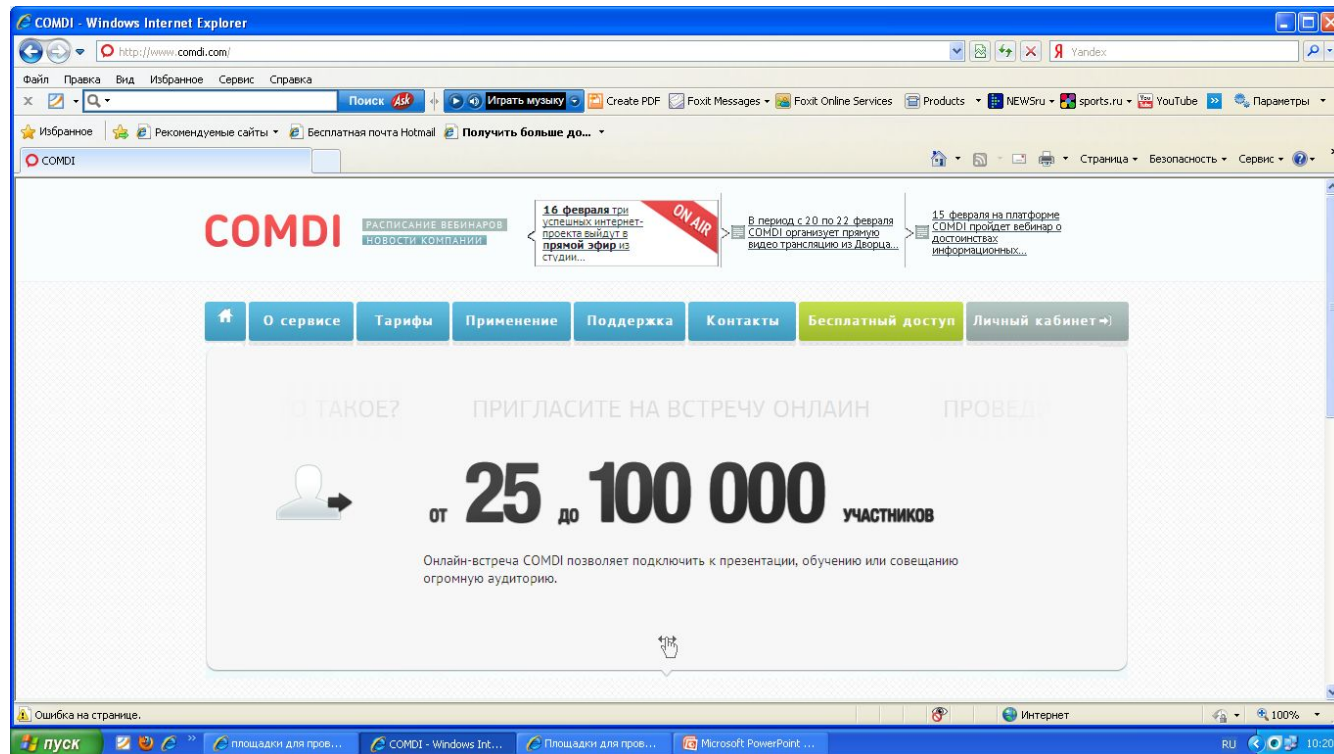 COMDI - Windows Internet Explorer
http://www.comdi.com/
Yandex
Файл Правка Вид Избранное Сервис Справка
Поиск Ask Играть музыку Create PDF Foxit Messages Foxit Online Services Products NEWSru sports.ru YouTube Параметры
Избранное Рекомендуемые сайты Бесплатная почта Hotmail Получить больше до...
COMDI Страница Безопасность Сервис
COMDI
РАСПИСАНИЕ ВЕБИНАРОВ
НОВОСТИ КОМПАНИИ
16 февраля три
успешных интернет-
проекта выйдут в
прямой эфир из
студии...
ON AIR
В период с 20 по 22 февраля
COMDI организует прямую
видео трансляцию из Дворца...
15 февраля на платформе
COMDI пройдет вебинар о
достоинствах
информационных...
О сервисе Тарифы Применение Поддержка Контакты Бесплатный доступ Личный кабинет
ТАКОЕ? ПРИГЛАСИТЕ НА ВСТРЕЧУ ОНЛАЙН ПРОВЕД
от 25 до 100 000 участников
Онлайн-встреча COMDI позволяет подключить к презентации, обучению или совещанию
огромную аудиторию.
Ошибка на странице. Интернет 100%
пуск площадки для пров... COMDI - Windows Int... Площадки для пров... Microsoft PowerPoint ... RU 10:20